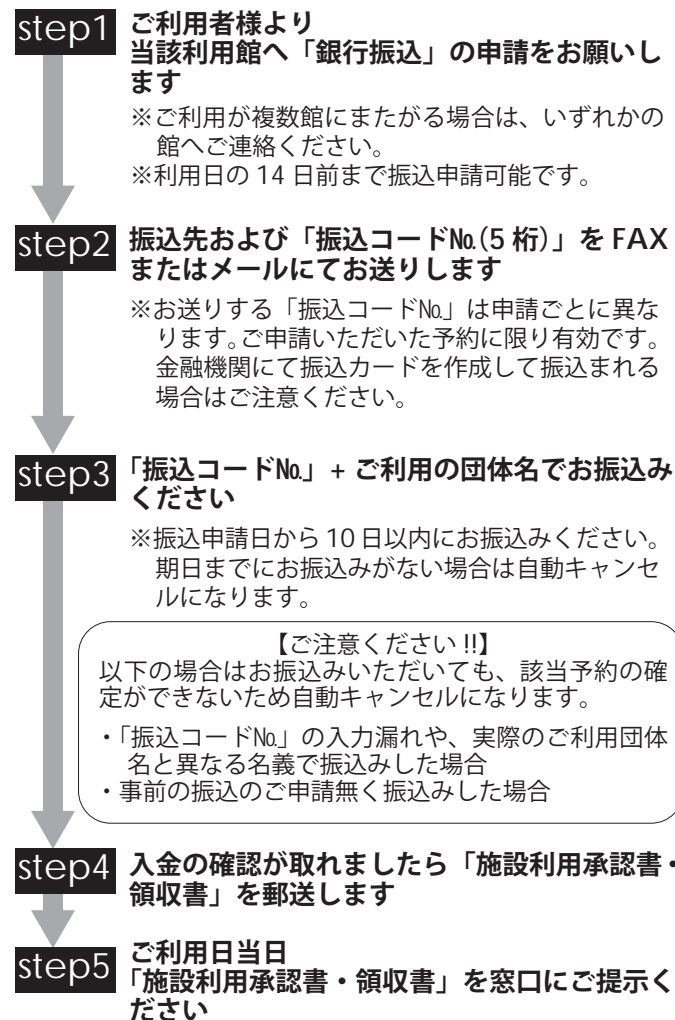 step1 ご利用者様より
当該利用館へ「銀行振込」の申請をお願いし
ます
※ご利用が複数館にまたがる場合は、いずれかの
館へご連絡ください。
※利用日の 14 日前まで振込申請可能です。
step2 振込先および「振込コード№(5 桁)」を FAX
またはメールにてお送りします
※お送りする「振込コード№」は申請ごとに異な
ります。ご申請いただいた予約に限り有効です。
金融機関にて振込カードを作成して振込まれる
場合はご注意ください。
step3 「振込コード№」+ ご利用の団体名でお振込み
ください
※振込申請日から 10 日以内にお振込みください。
期日までにお振込みがない場合は自動キャンセ
ルになります。
【ご注意ください !!】
以下の場合はお振込みいただいても、該当予約の確
定ができないため自動キャンセルになります。
・「振込コード№」の入力漏れや、実際のご利用団体
名と異なる名義で振込みした場合
・事前の振込のご申請無く振込みした場合
step4 入金の確認が取れましたら「施設利用承認書・
領収書」を郵送します
step5 ご利用日当日
「施設利用承認書・領収書」を窓口にご提示く
ださい